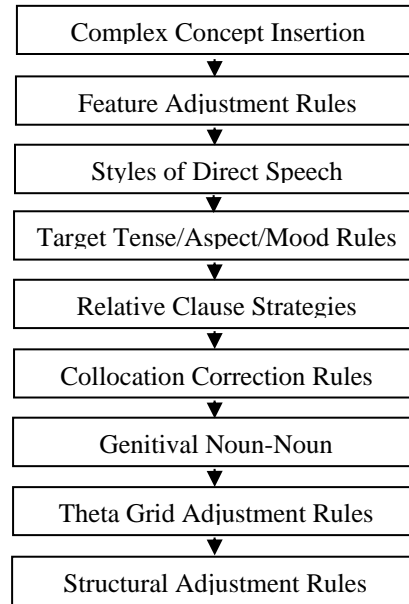 Complex Concept Insertion
Feature Adjustment Rules
Styles of Direct Speech
Target Tense/Aspect/Mood Rules
Relative Clause Strategies
Collocation Correction Rules
Genitival Noun-Noun
Theta Grid Adjustment Rules
Structural Adjustment Rules